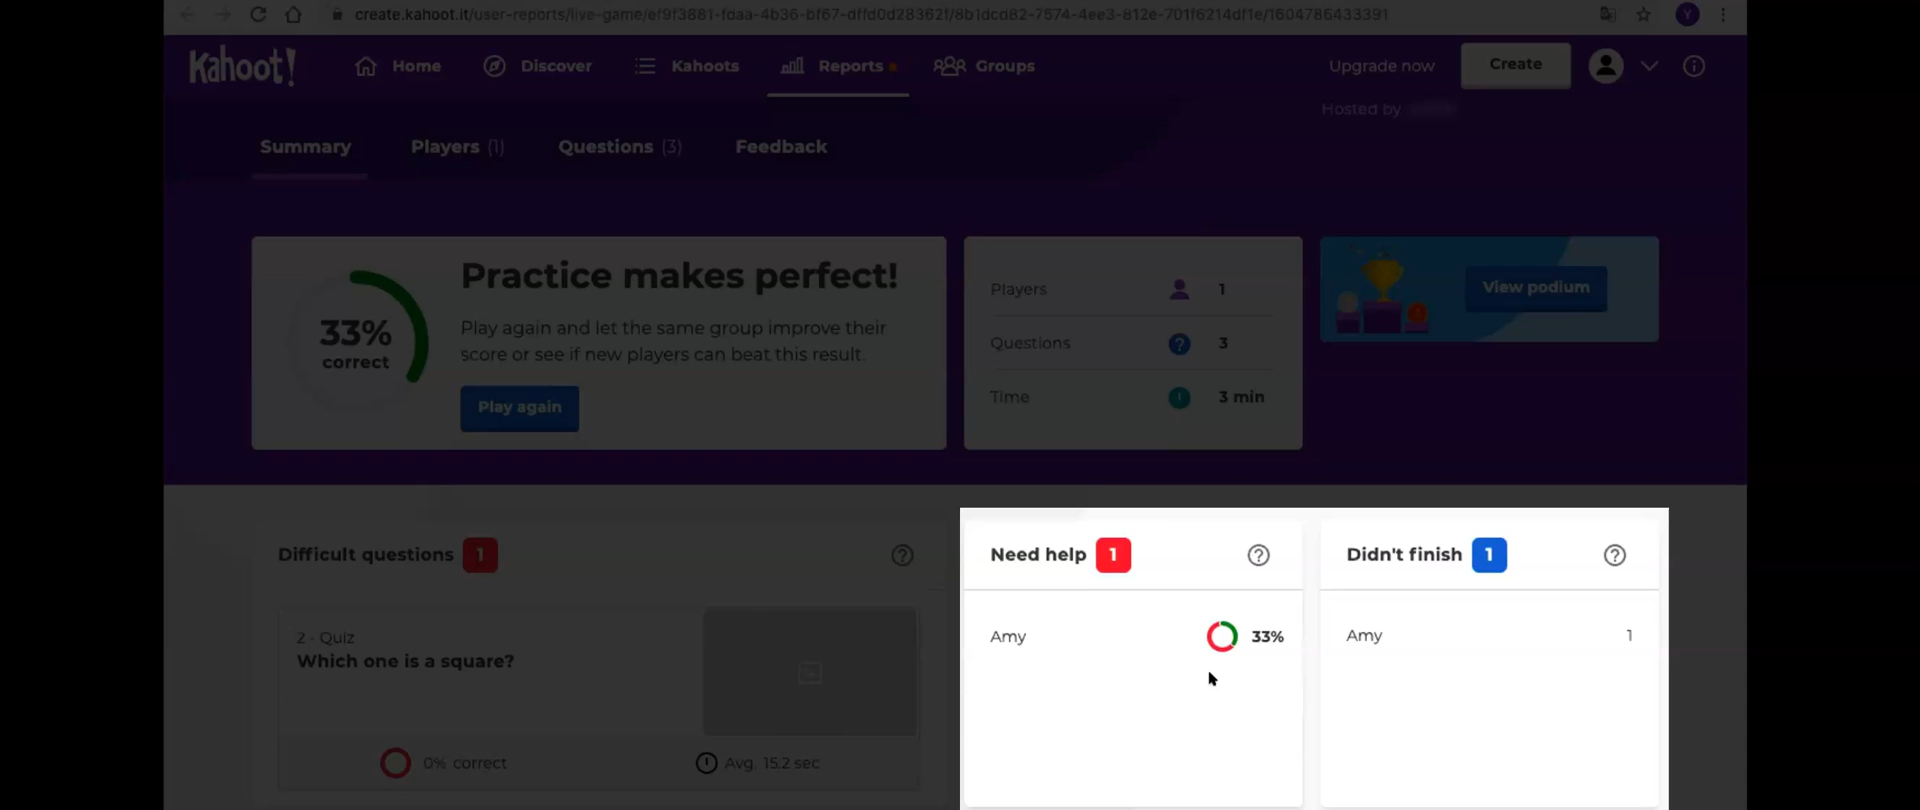 create.kahoot.it/user-reports/live-game/ef9f3881-fdaa-4b36-bf67-dffd0d28362f/8b1dcd82-7574-4ee3-812e-701f6214df1e/1604786433391
Y
Kahoot!
Home
Discover
Kahoots
Reports
Groups
Upgrade now
Create
Hosted by
Summary
Players (1)
Questions (3)
Feedback
33%
correct
Practice makes perfect!
Play again and let the same group improve their
score or see if new players can beat this result.
Play again
Players 1
Questions 3
Time 3 min
View podium
Difficult questions 1
2 - Quiz
Which one is a square?
0% correct
Avg. 15.2 sec
Need help 1
Amy 33%
Didn't finish 1
Amy 1